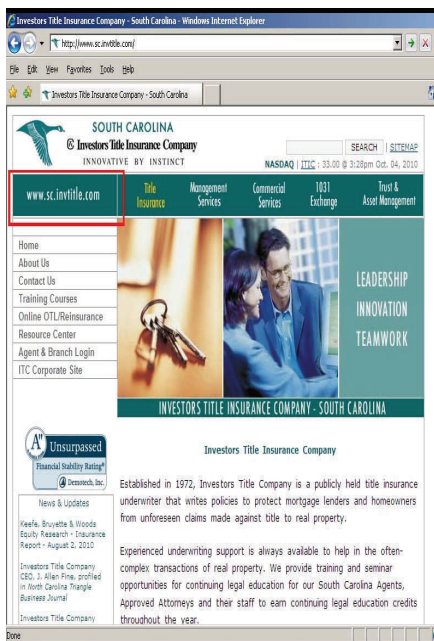 Investors Title Insurance Company - South Carolina - Windows Internet Explorer
http://www.sc.invtitle.com/
File Edit View Favorites Tools Help
Investors Title Insurance Company - South Carolina
SOUTH CAROLINA
Investors Title Insurance Company
INNOVATIVE BY INSTINCT
SEARCH | SITEMAP
NASDAQ | ITIC : 33.00 @ 3:28pm Oct. 04, 2010
www.sc.invtitle.com
Title Insurance
Management Services
Commercial Services
1031 Exchange
Trust & Asset Management
Home
About Us
Contact Us
Training Courses
Online OTL/Reinsurance
Resource Center
Agent & Branch Login
ITC Corporate Site
LEADERSHIP
INNOVATION
TEAMWORK
INVESTORS TITLE INSURANCE COMPANY - SOUTH CAROLINA
A"
Unsurpassed
Financial Stability Rating®
Demotech, Inc.
News & Updates
Keefe, Bruyette & Woods
Equity Research - Insurance
Report - August 2, 2010
Investors Title Company
CEO, J. Allen Fine, profiled
in North Carolina Triangle
Business Journal
Investors Title Company
Investors Title Insurance Company
Established in 1972, Investors Title Company is a publicly held title insurance
underwriter that writes policies to protect mortgage lenders and homeowners
from unforeseen claims made against title to real property.
Experienced underwriting support is always available to help in the often-
complex transactions of real property. We provide training and seminar
opportunities for continuing legal education for our South Carolina Agents,
Approved Attorneys and their staff to earn continuing legal education credits
throughout the year.
Done